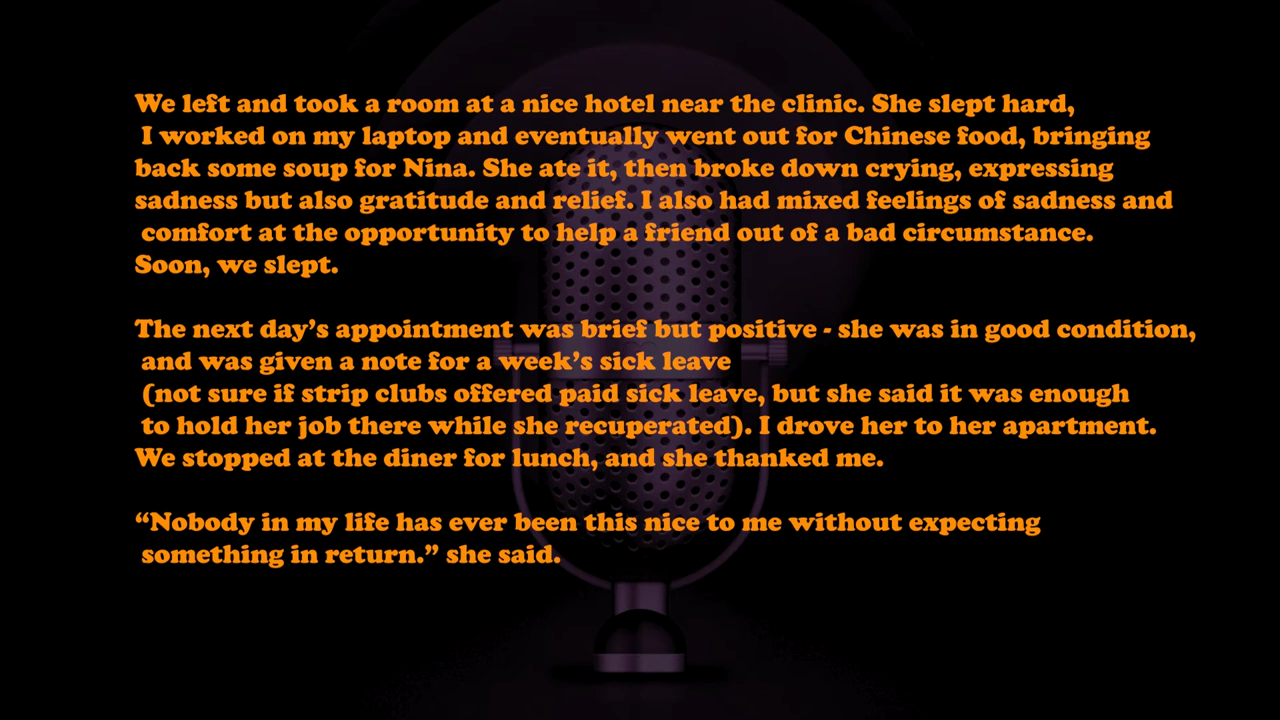 We left and took a room at a nice hotel near the clinic. She slept hard,
I worked on my laptop and eventually went out for Chinese food, bringing
back some soup for Nina. She ate it, then broke down crying, expressing
sadness but also gratitude and relief. I also had mixed feelings of sadness and
comfort at the opportunity to help a friend out of a bad circumstance.
Soon, we slept.
The next day’s appointment was brief but positive - she was in good condition,
and was given a note for a week’s sick leave
(not sure if strip clubs offered paid sick leave, but she said it was enough
to hold her job there while she recuperated). I drove her to her apartment.
We stopped at the diner for lunch, and she thanked me.
“Nobody in my life has ever been this nice to me without expecting
something in return.” she said.